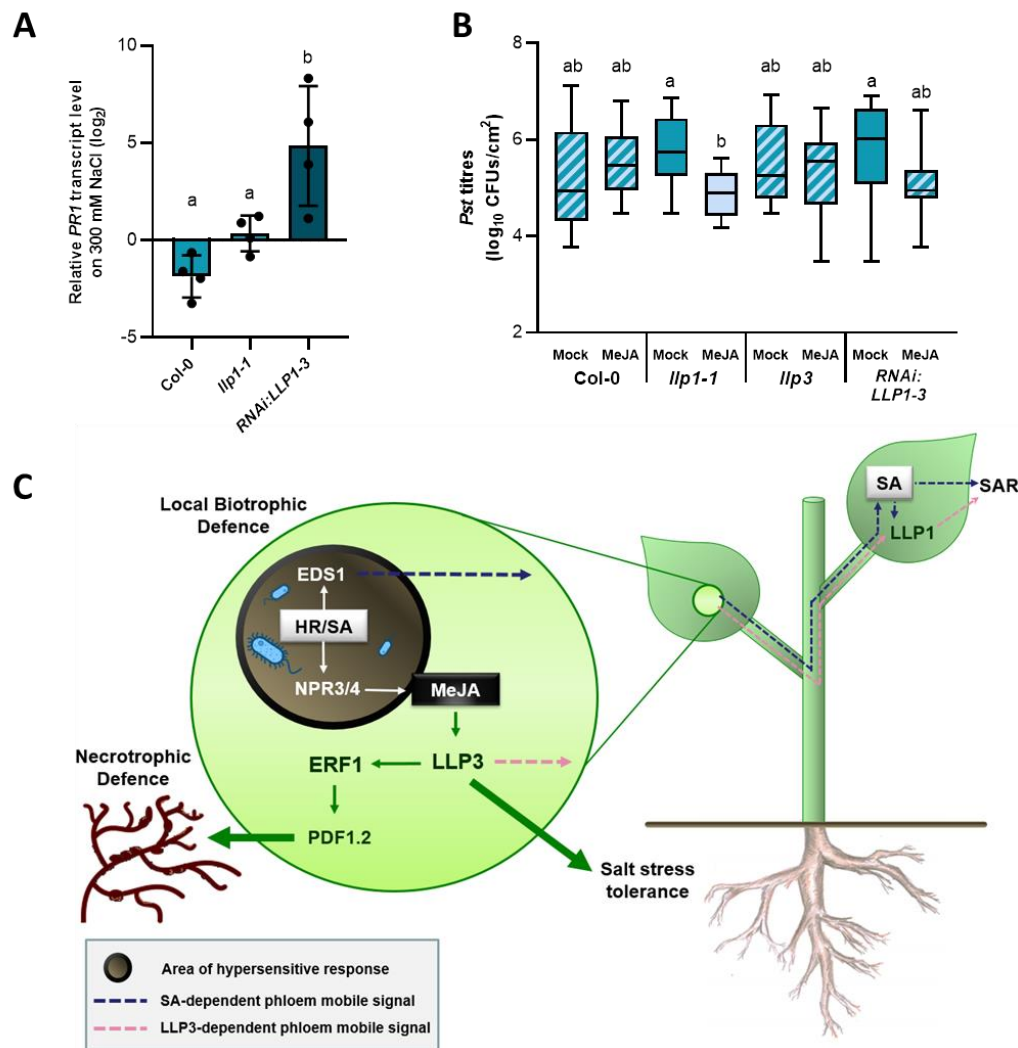 A
Relative PR1 transcript level
on 300 mM NaCl (log2)
10
5
0
-5
a
a
b
Col-0
llp1-1
RNAi:LLP1-3
B
Pst titres
(log10 CFUs/cm2)
8
6
4
2
ab
ab
a
b
ab
ab
a
ab
Mock MeJA Mock MeJA Mock MeJA Mock MeJA
Col-0
llp1-1
llp3
RNAi:
LLP1-3
C
Local Biotrophic
Defence
EDS1
HR/SA
NPR3/4
MeJA
ERF1
LLP3
PDF1.2
Necrotrophic
Defence
Salt stress
tolerance
SA
SAR
LLP1
Area of hypersensitive response
SA-dependent phloem mobile signal
LLP3-dependent phloem mobile signal